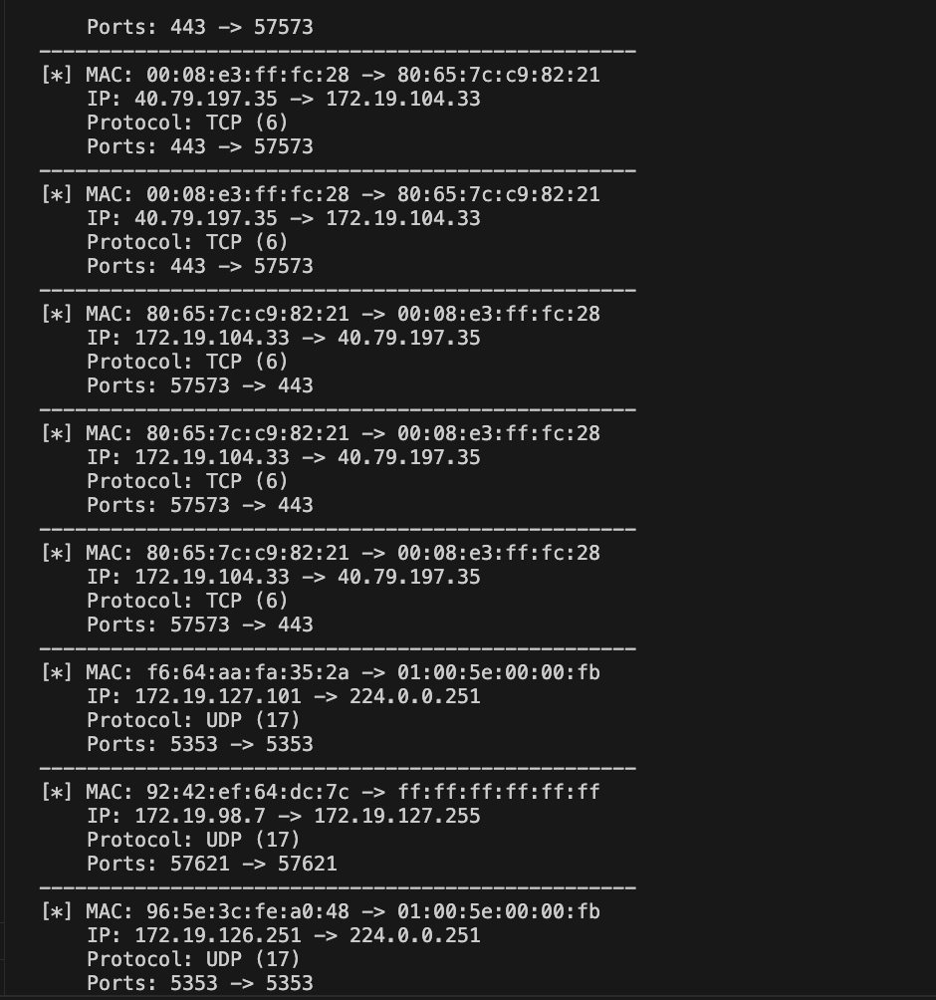 Ports: 443 -> 57573
--------------------------------------------------
[*] MAC: 00:08:e3:ff:fc:28 -> 80:65:7c:c9:82:21
IP: 40.79.197.35 -> 172.19.104.33
Protocol: TCP (6)
Ports: 443 -> 57573
--------------------------------------------------
[*] MAC: 00:08:e3:ff:fc:28 -> 80:65:7c:c9:82:21
IP: 40.79.197.35 -> 172.19.104.33
Protocol: TCP (6)
Ports: 443 -> 57573
--------------------------------------------------
[*] MAC: 80:65:7c:c9:82:21 -> 00:08:e3:ff:fc:28
IP: 172.19.104.33 -> 40.79.197.35
Protocol: TCP (6)
Ports: 57573 -> 443
--------------------------------------------------
[*] MAC: 80:65:7c:c9:82:21 -> 00:08:e3:ff:fc:28
IP: 172.19.104.33 -> 40.79.197.35
Protocol: TCP (6)
Ports: 57573 -> 443
--------------------------------------------------
[*] MAC: 80:65:7c:c9:82:21 -> 00:08:e3:ff:fc:28
IP: 172.19.104.33 -> 40.79.197.35
Protocol: TCP (6)
Ports: 57573 -> 443
--------------------------------------------------
[*] MAC: f6:64:aa:fa:35:2a -> 01:00:5e:00:00:fb
IP: 172.19.127.101 -> 224.0.0.251
Protocol: UDP (17)
Ports: 5353 -> 5353
--------------------------------------------------
[*] MAC: 92:42:ef:64:dc:7c -> ff:ff:ff:ff:ff:ff
IP: 172.19.98.7 -> 172.19.127.255
Protocol: UDP (17)
Ports: 57621 -> 57621
--------------------------------------------------
[*] MAC: 96:5e:3c:fe:a0:48 -> 01:00:5e:00:00:fb
IP: 172.19.126.251 -> 224.0.0.251
Protocol: UDP (17)
Ports: 5353 -> 5353